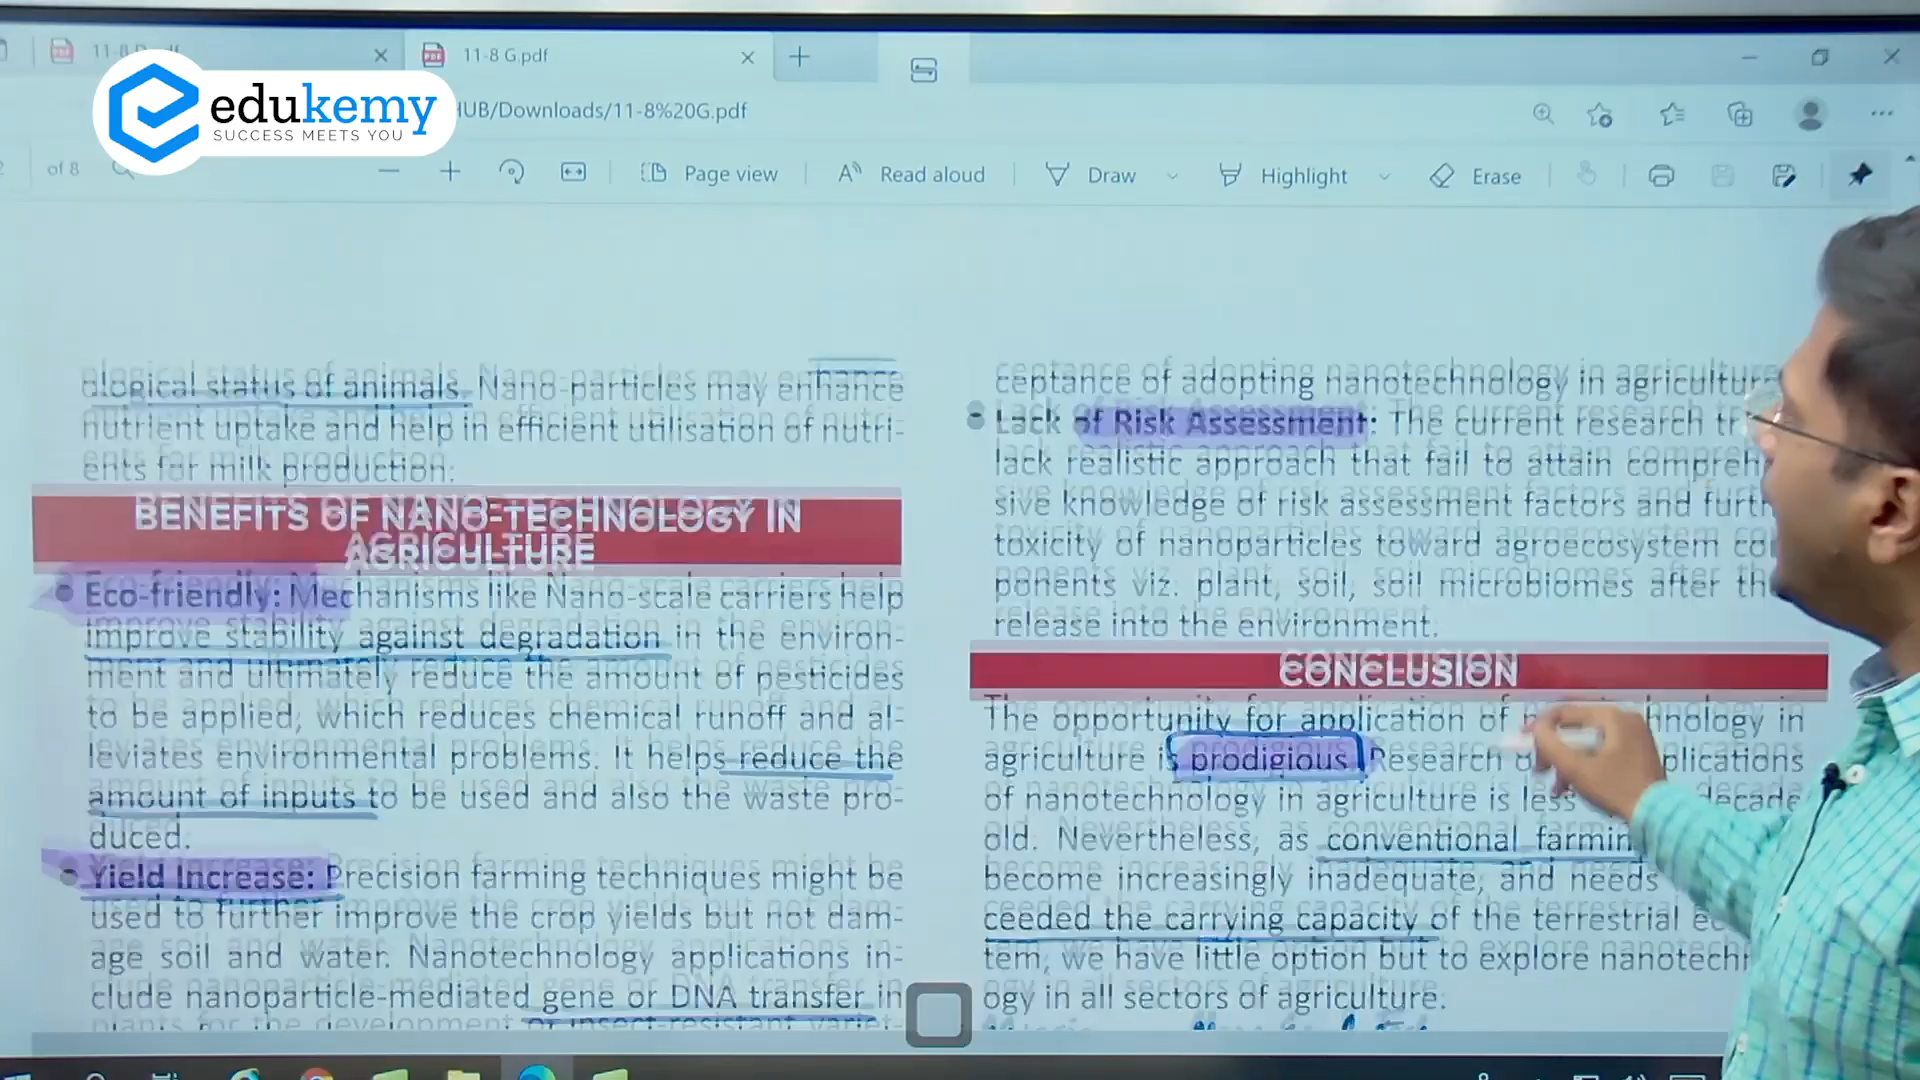 11-8 G.pdf
edukemy
SUCCESS MEETS YOU
HUB/Downloads/11-8%20G.pdf
of 8
Page view
Read aloud
Draw
Highlight
Erase
ological status of animals. Nano-particles may enhance
nutrient uptake and help in efficient utilisation of nutri-
ents for milk production.
BENEFITS OF NANO-TECHNOLOGY IN
AGRICULTURE
Eco-friendly: Mechanisms like Nano-scale carriers help
improve stability against degradation in the environ-
ment and ultimately reduce the amount of pesticides
to be applied, which reduces chemical runoff and al-
leviates environmental problems. It helps reduce the
amount of inputs to be used and also the waste pro-
duced.
Yield Increase: Precision farming techniques might be
used to further improve the crop yields but not dam-
age soil and water. Nanotechnology applications in-
clude nanoparticle-mediated gene or DNA transfer in
plants for the development of insect-resistant variet-
ceptance of adopting nanotechnology in agriculture
Lack of Risk Assessment: The current research
lack realistic approach that fail to attain
sive knowledge of risk assessment factors and
toxicity of nanoparticles toward agroecosystem
ponents viz. plant, soil, soil microbiomes after
release into the environment.
CONCLUSION
The opportunity for application of in
agriculture is prodigious. Research
of nanotechnology in agriculture is less decade
old. Nevertheless, as conventional
become increasingly inadequate, and needs
ceeded the carrying capacity of the terrestrial
tem, we have little option but to explore
ogy in all sectors of agriculture.